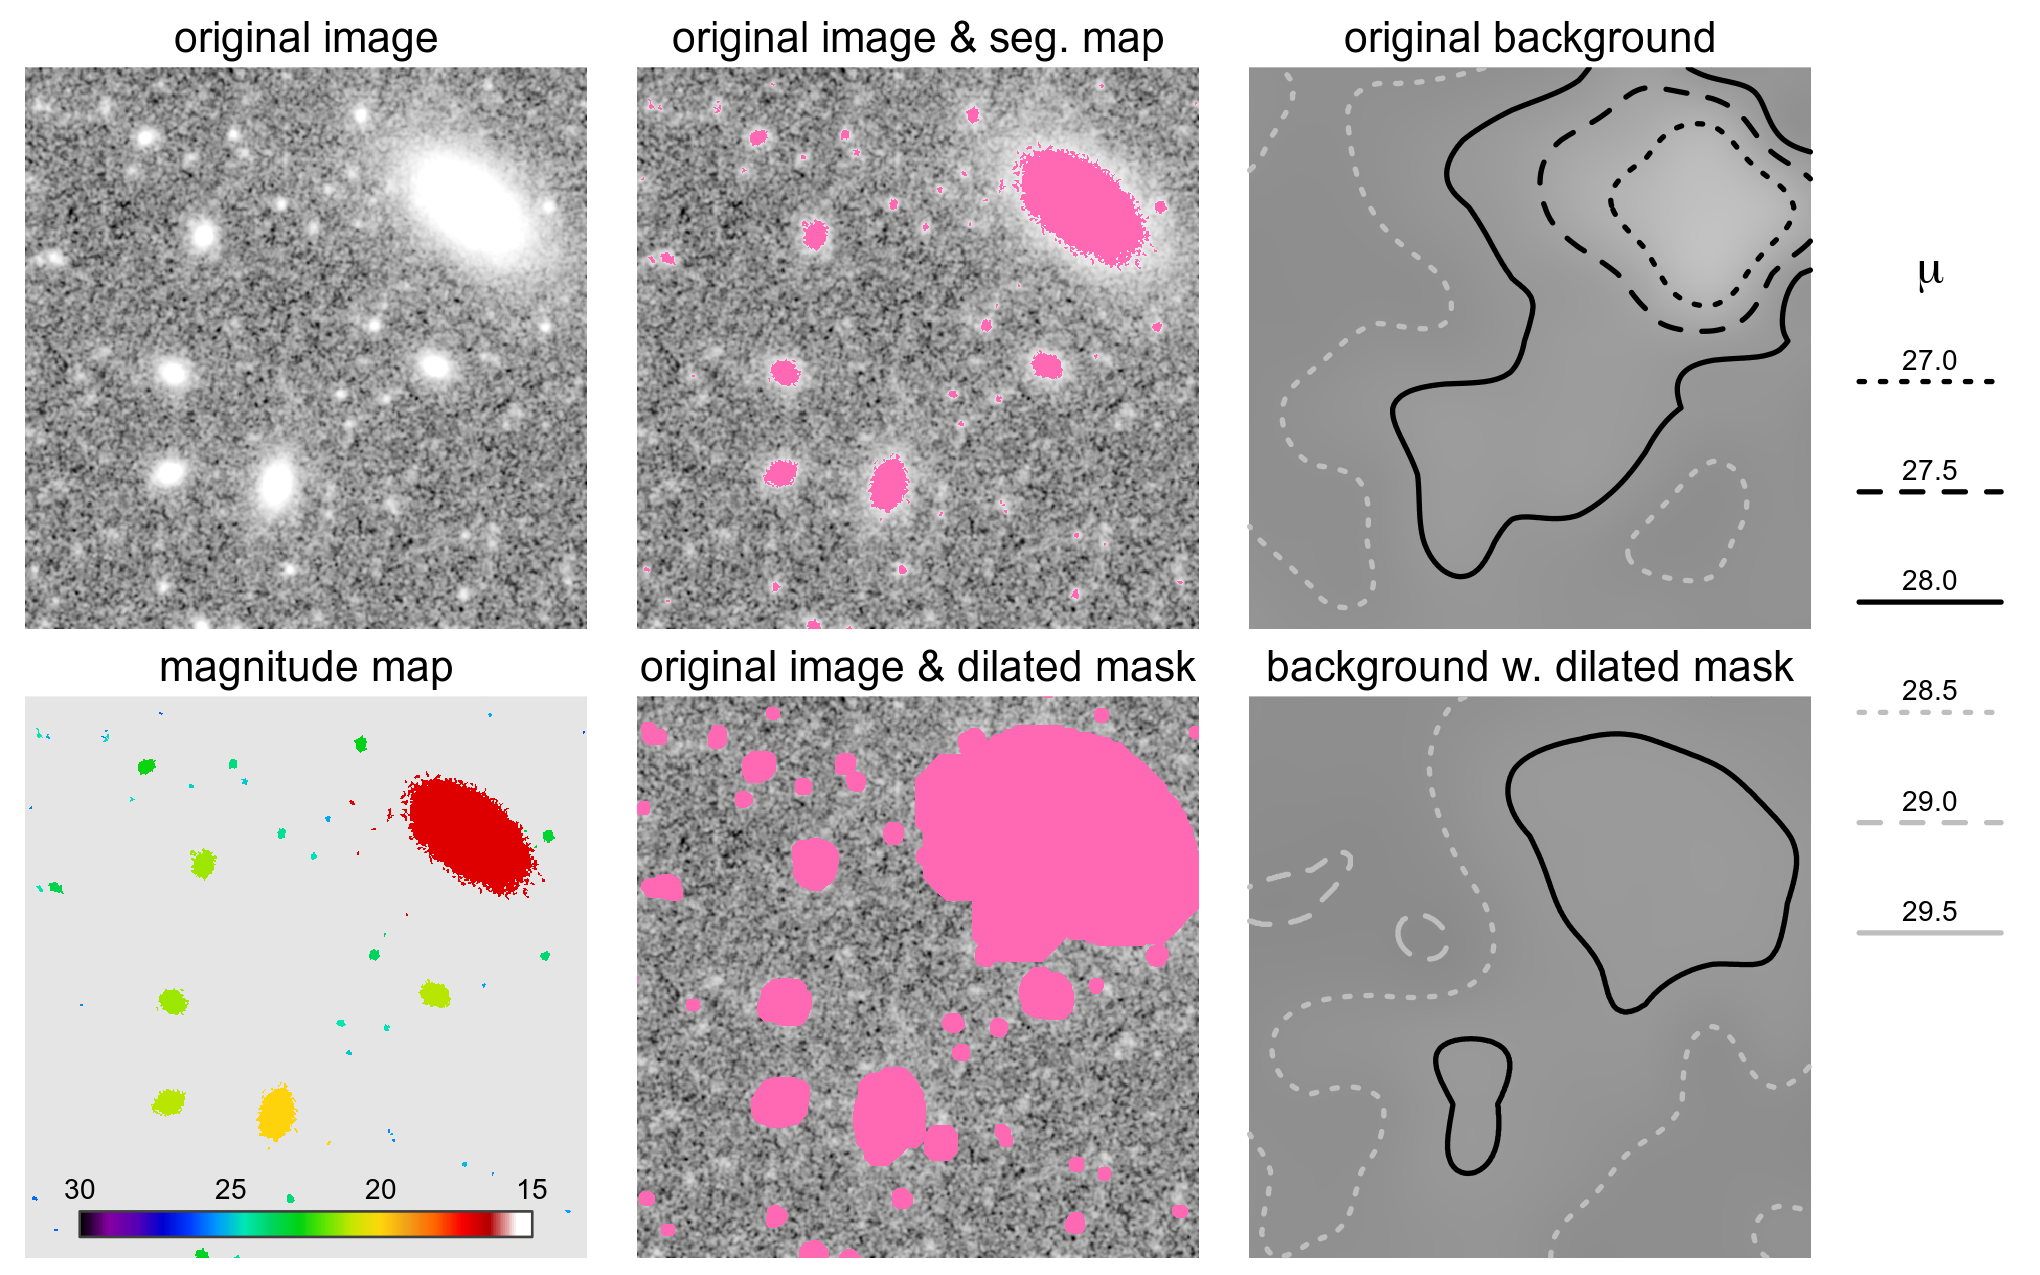 original image
original image & seg. map
original background
μ
27.0
27.5
28.0
28.5
29.0
29.5
magnitude map
original image & dilated mask
background w. dilated mask
30 25 20 15